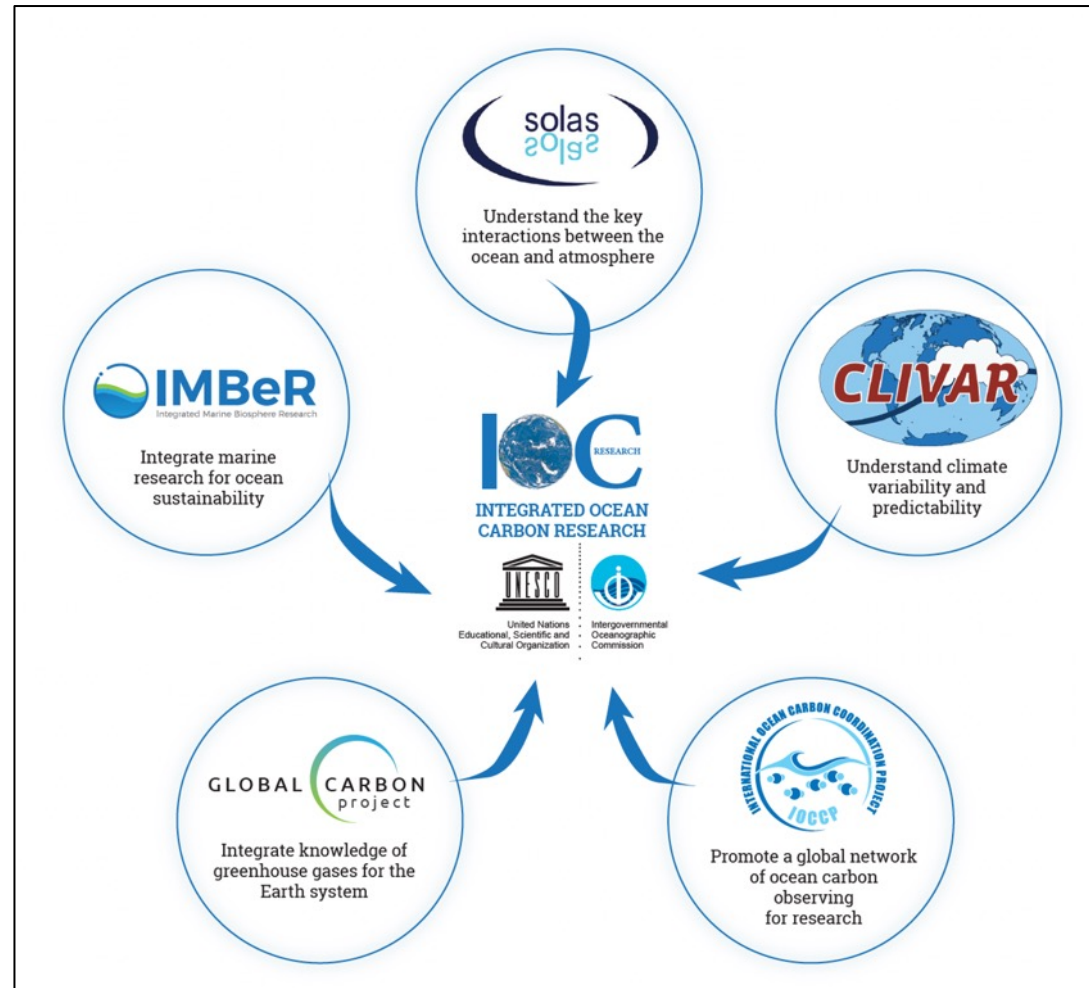 solas
solas
Understand the key
interactions between the
ocean and atmosphere
IMBeR
Integrated Marine Biosphere Research
Integrate marine
research for ocean
sustainability
CLIVAR
Understand climate
variability and
predictability
IOC
RESEARCH
INTEGRATED OCEAN
CARBON RESEARCH
UNESCO
United Nations
Educational, Scientific and
Cultural Organization
Intergovernmental
Oceanographic
Commission
GLOBAL CARBON
project
Integrate knowledge of
greenhouse gases for the
Earth system
INTERNATIONAL OCEAN CARBON COORDINATION PROJECT
IOCCP
Promote a global network
of ocean carbon
observing
for research